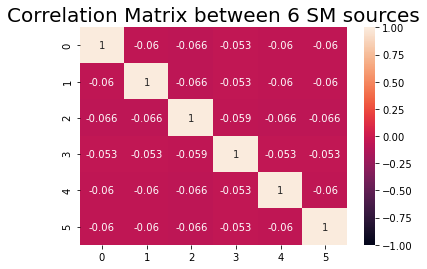 Correlation Matrix between 6 SM sources
0 1 -0.06 -0.066 -0.053 -0.06 -0.06
1 -0.06 1 -0.066 -0.053 -0.06 -0.06
2 -0.066 -0.066 1 -0.059 -0.066 -0.066
3 -0.053 -0.053 -0.059 1 -0.053 -0.053
4 -0.06 -0.06 -0.066 -0.053 1 -0.06
5 -0.06 -0.06 -0.066 -0.053 -0.06 1
0 1 2 3 4 5
1.00
0.75
0.50
0.25
0.00
-0.25
-0.50
-0.75
-1.00